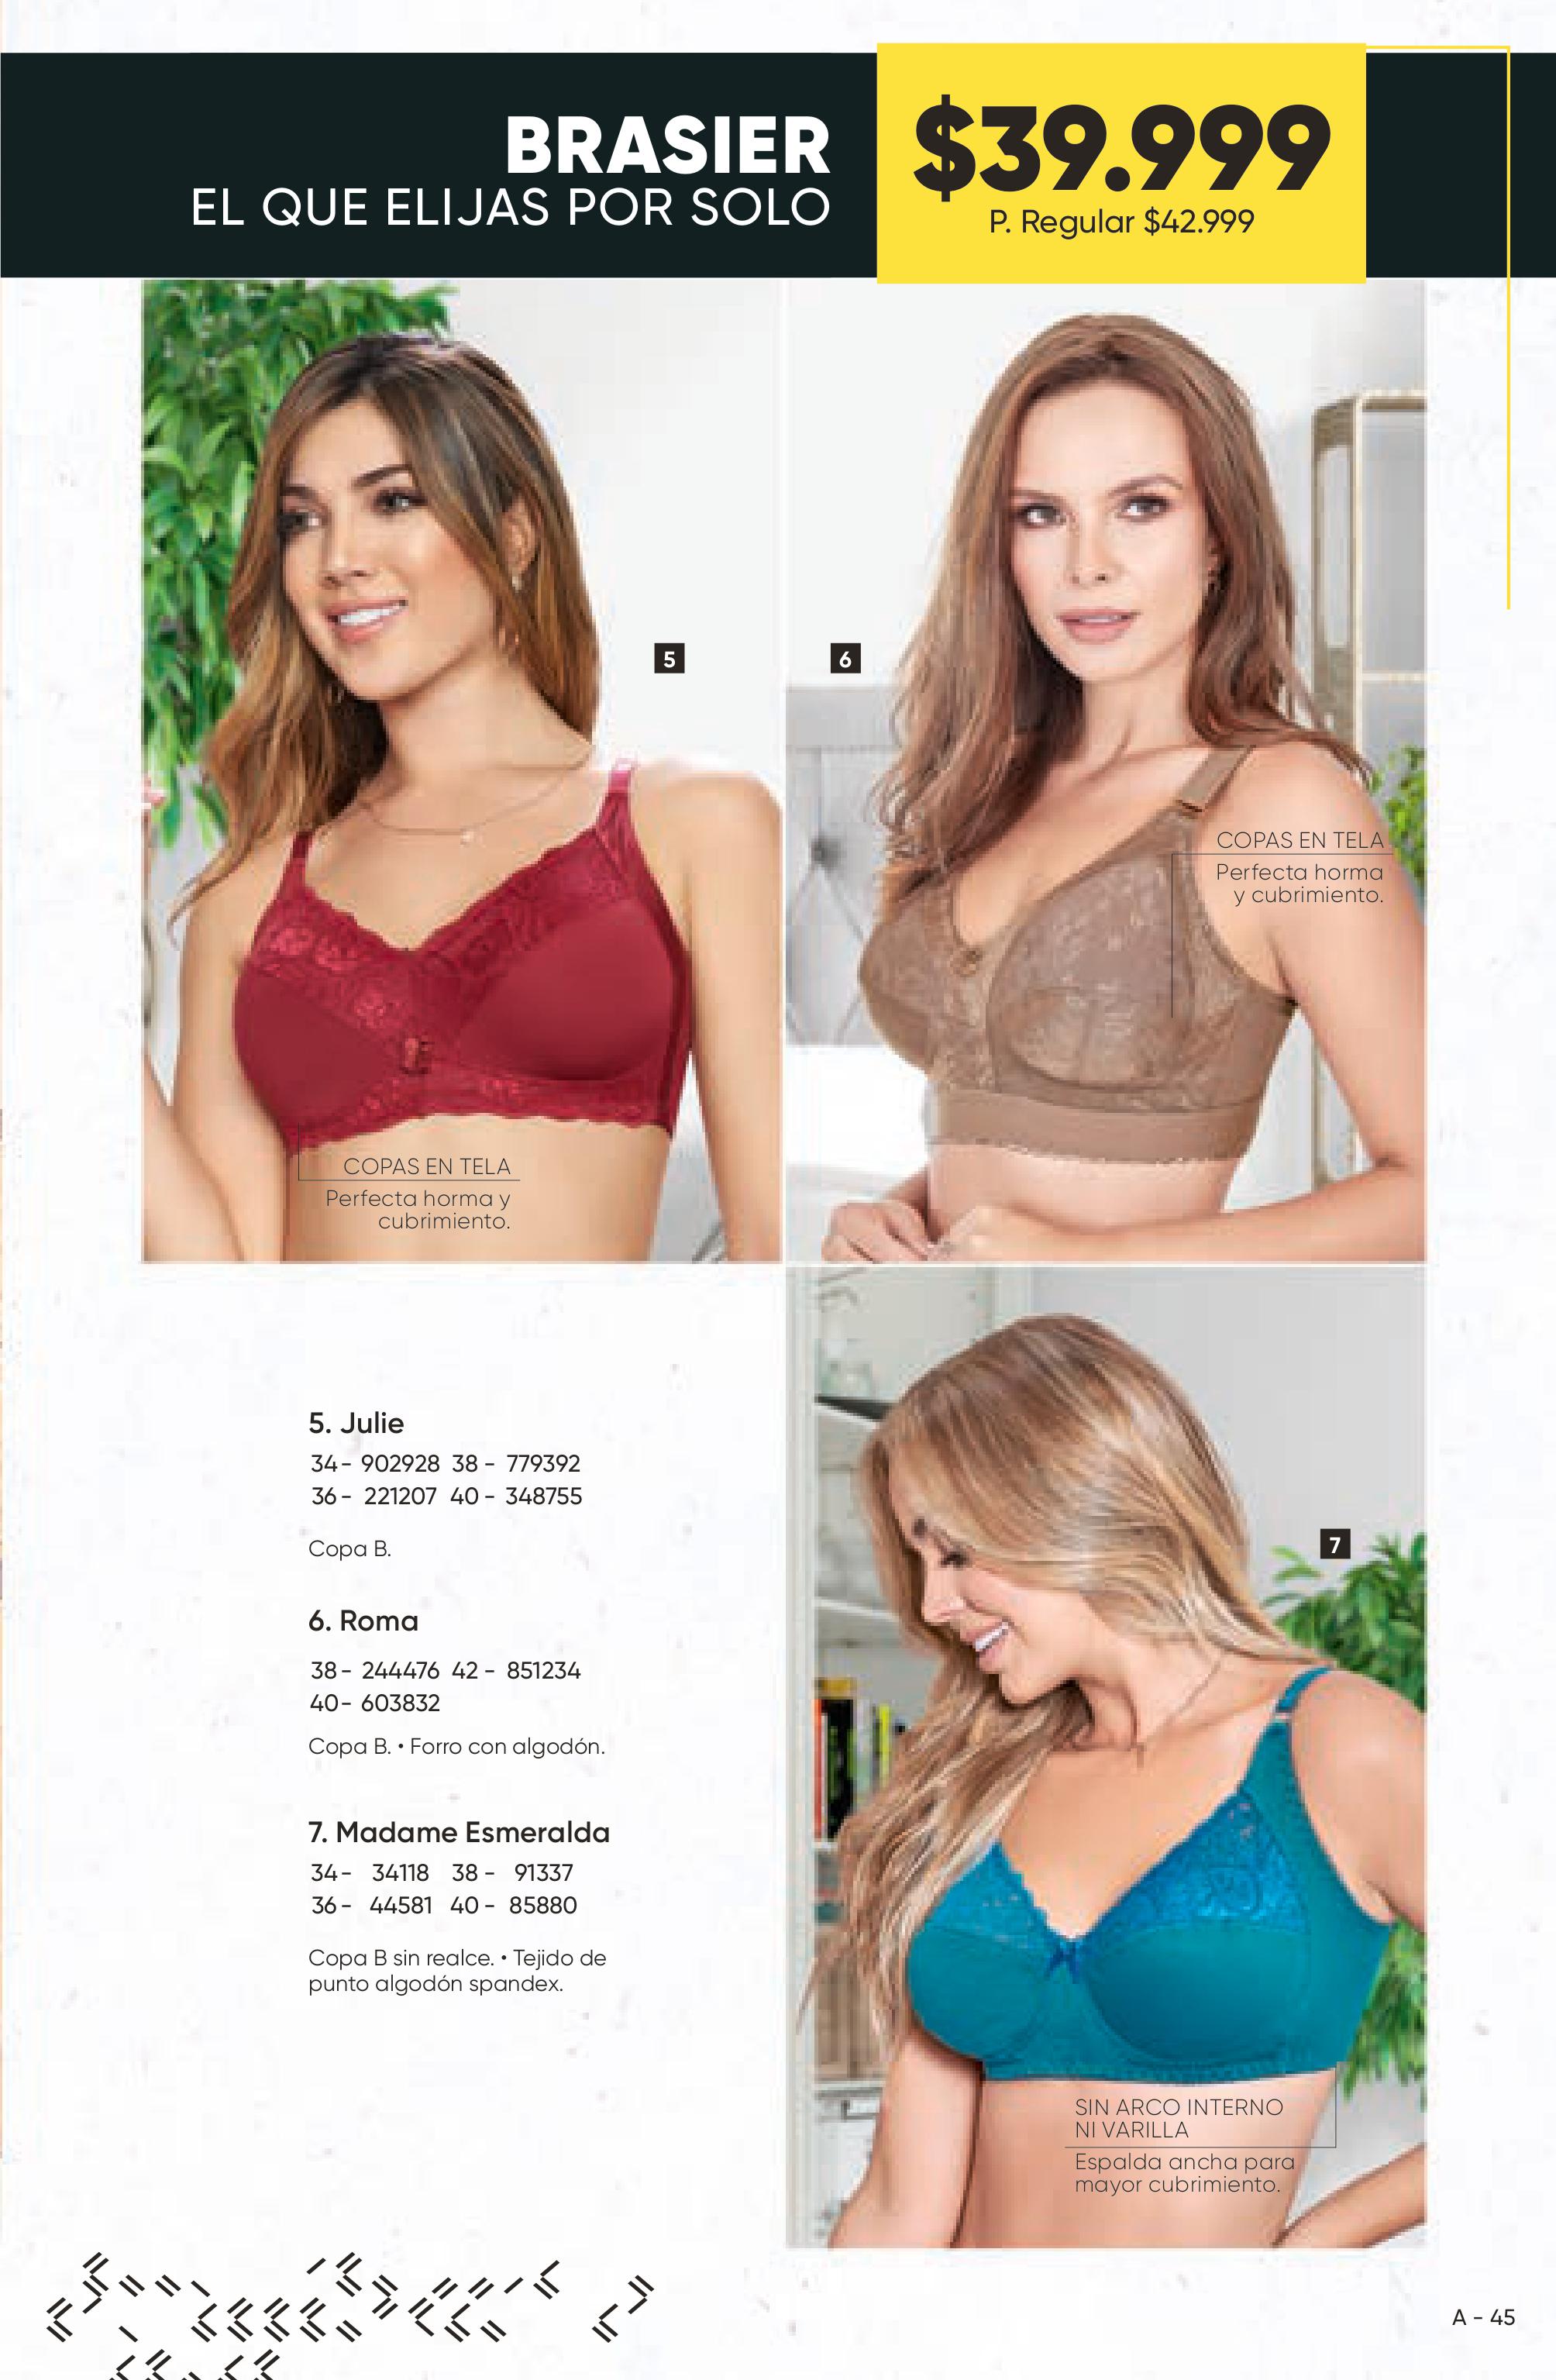 BRASIER
EL QUE ELIJAS POR SOLO
$39.999
P. Regular $42.999
5
6
COPAS EN TELA
Perfecta horma
y cubrimiento.
COPAS EN TELA
Perfecta horma y
cubrimiento.
5. Julie
34- 902928 38- 779392
36- 221207 40- 348755
Copa B.
6. Roma
38- 244476 42- 851234
40- 603832
Copa B. • Forro con algodón.
7. Madame Esmeralda
34- 34118 38- 91337
36- 44581 40- 85880
Copa B sin realce. • Tejido de
punto algodón spandex.
7
SIN ARCO INTERNO
NI VARILLA
Espalda ancha para
mayor cubrimiento.
A - 45